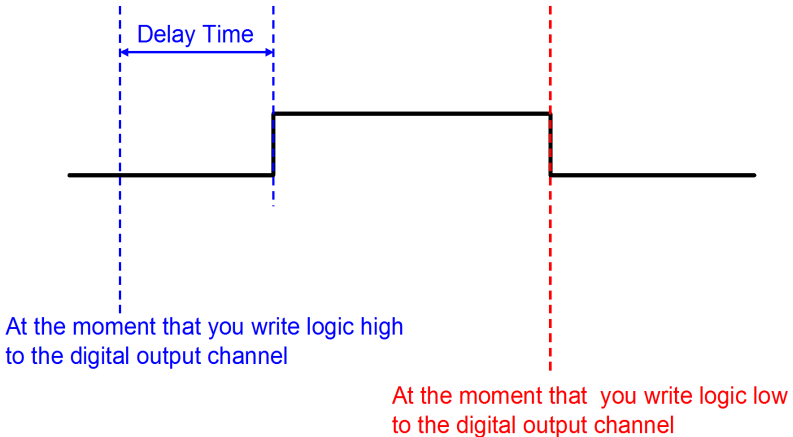 Delay Time
At the moment that you write logic high
to the digital output channel
At the moment that  you write logic low
to the digital output channel